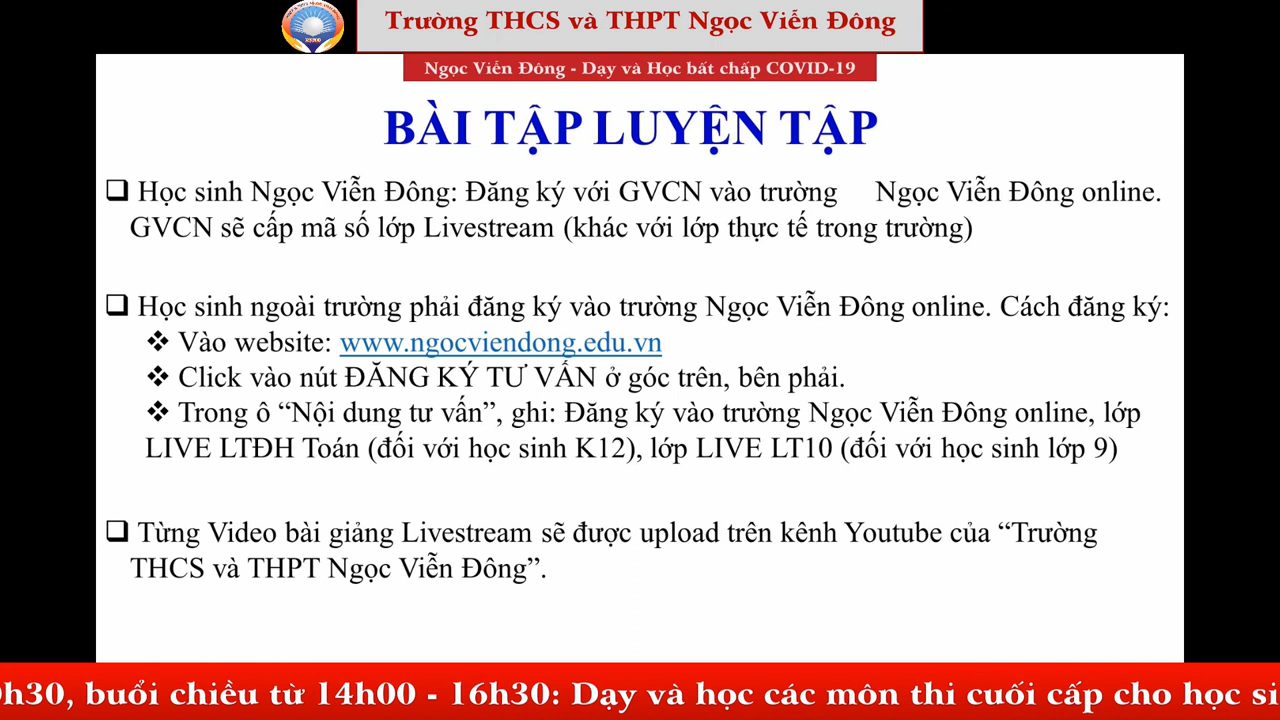 Trường THCS và THPT Ngọc Viễn Đông
Ngọc Viễn Đông - Dạy và Học bất chấp COVID-19
BÀI TẬP LUYỆN TẬP
❑ Học sinh Ngọc Viễn Đông: Đăng ký với GVCN vào trường Ngọc Viễn Đông online.
GVCN sẽ cấp mã số lớp Livestream (khác với lớp thực tế trong trường)
❑ Học sinh ngoài trường phải đăng ký vào trường Ngọc Viễn Đông online. Cách đăng ký:
❖ Vào website: www.ngocviendong.edu.vn
❖ Click vào nút ĐĂNG KÝ TƯ VẤN ở góc trên, bên phải.
❖ Trong ô “Nội dung tư vấn”, ghi: Đăng ký vào trường Ngọc Viễn Đông online, lớp
LIVE LTĐH Toán (đối với học sinh K12), lớp LIVE LT10 (đối với học sinh lớp 9)
❑ Từng Video bài giảng Livestream sẽ được upload trên kênh Youtube của “Trường
THCS và THPT Ngọc Viễn Đông”.
h30, buổi chiều từ 14h00 - 16h30: Dạy và học các môn thi cuối cấp cho học si